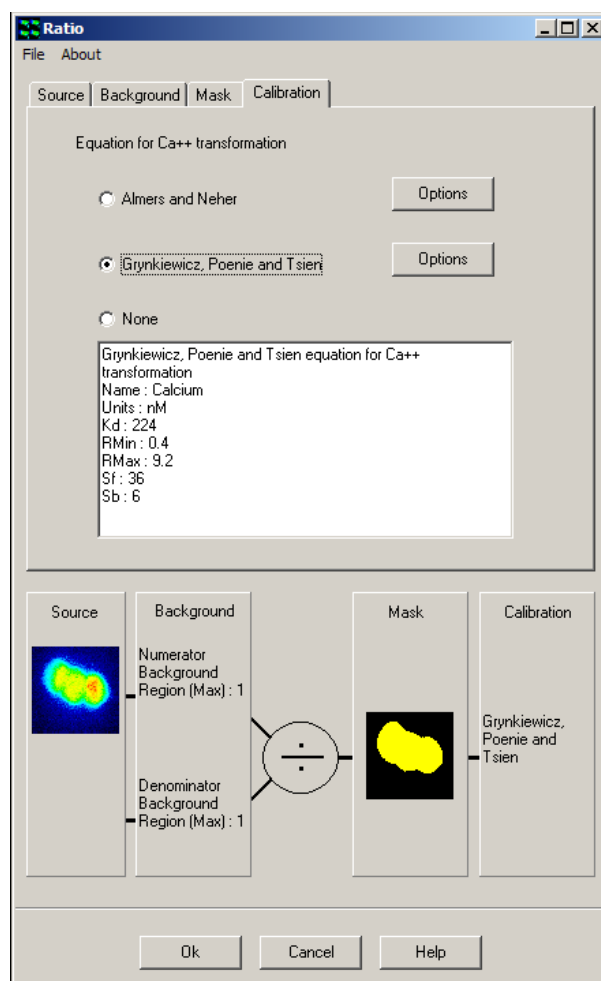 Ratio
File About
Source Background Mask Calibration
Equation for Ca++ transformation
Almers and Neher Options
Grynkiewicz, Poenie and Tsien Options
None
Grynkiewicz, Poenie and Tsien equation for Ca++
transformation
Name : Calcium
Units : nM
Kd : 224
RMin : 0.4
RMax : 9.2
Sf : 36
Sb : 6
Source Background Mask Calibration
Numerator
Background
Region (Max) : 1
Grynkiewicz,
Poenie and
Tsien
Denominator
Background
Region (Max) : 1
Ok Cancel Help